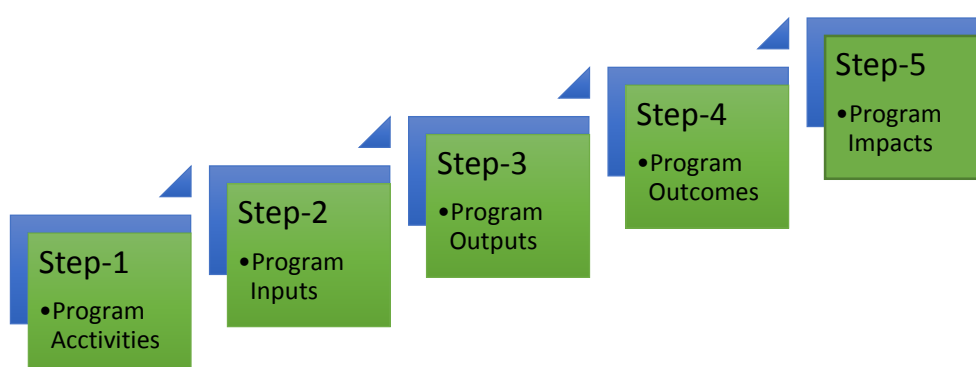 Step-1
•Program
Acctivities
Step-2
•Program
Inputs
Step-3
•Program
Outputs
Step-4
•Program
Outcomes
Step-5
•Program
Impacts